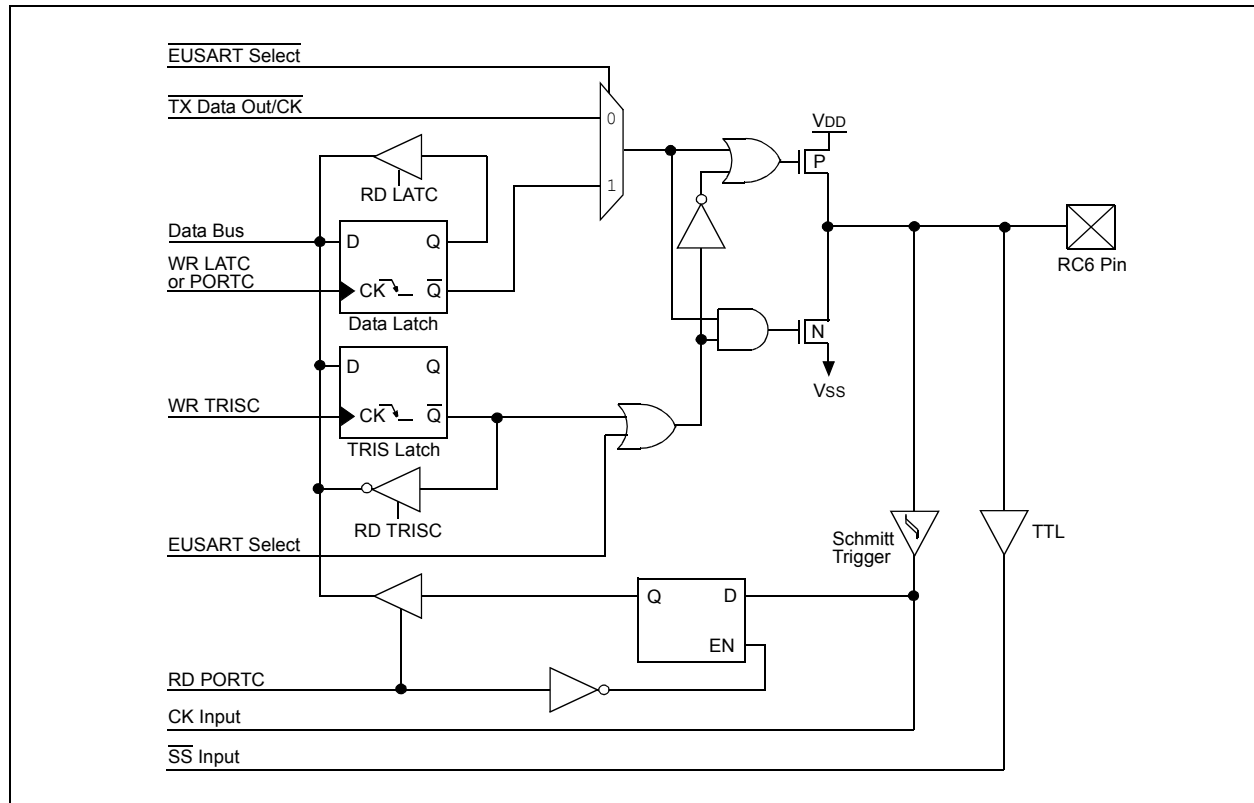 EUSART Select
TX Data Out/CK
0
VDD
P
1
RD LATC
RC6 Pin
Data Bus
D Q
WR LATC
or PORTC
CK Q
Data Latch
N
VSS
D Q
WR TRISC
CK Q
TRIS Latch
RD TRISC
Schmitt
Trigger
TTL
EUSART Select
Q D
EN
RD PORTC
CK Input
SS Input